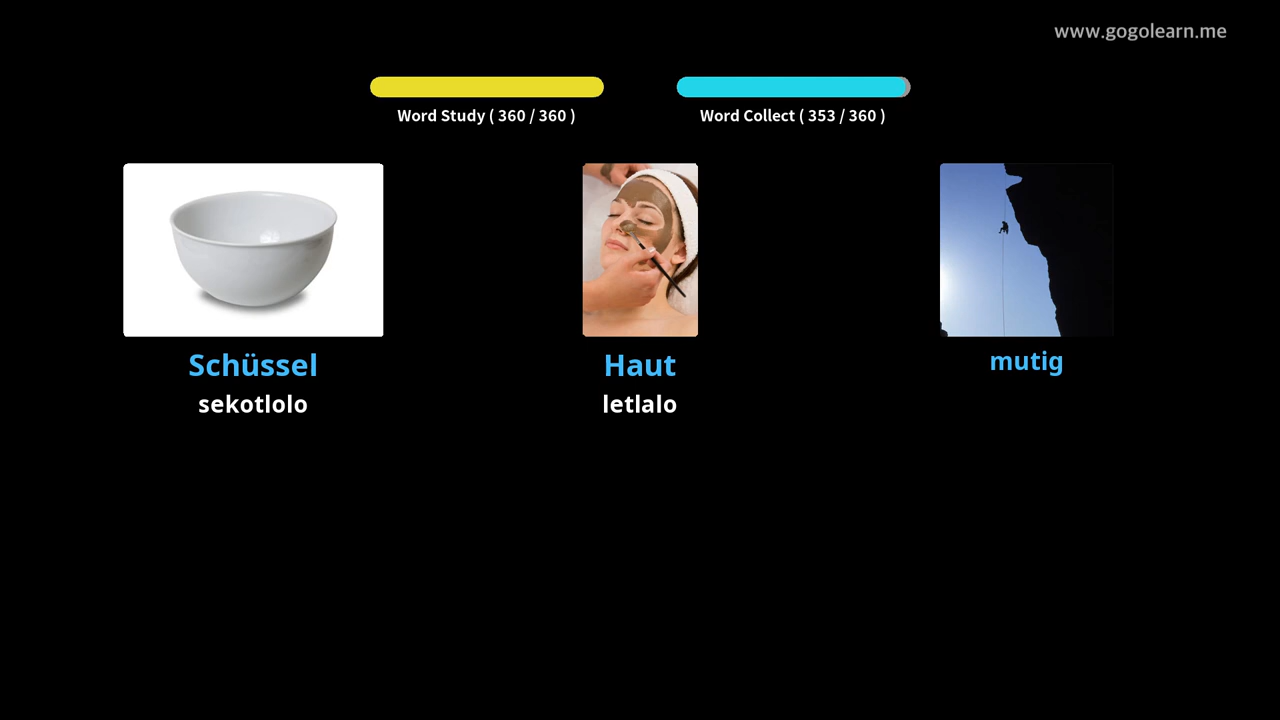 www.gogolearn.me
Word Study ( 360 / 360 )
Word Collect ( 353 / 360 )
Schüssel
sekotlolo
Haut
letlalo
mutig